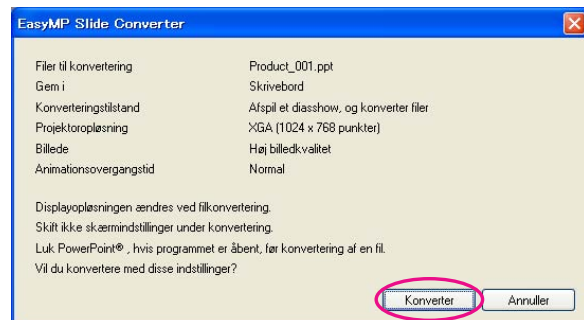 EasyMP Slide Converter
Filer til konvertering Product_001.ppt
Gem i Skrivebord
Konverteringstilstand Afspil et diasshow, og konverter filer
Projektoropløsning XGA (1024 x 768 punkter)
Billede Høj billedkvalitet
Animationsovergangstid Normal
Displayopløsningen ændres ved filkonvertering.
Skift ikke skærmindstillinger under konvertering.
Luk PowerPoint® , hvis programmet er åbent, før konvertering af en fil.
Vil du konvertere med disse indstillinger?
Konverter Annuller